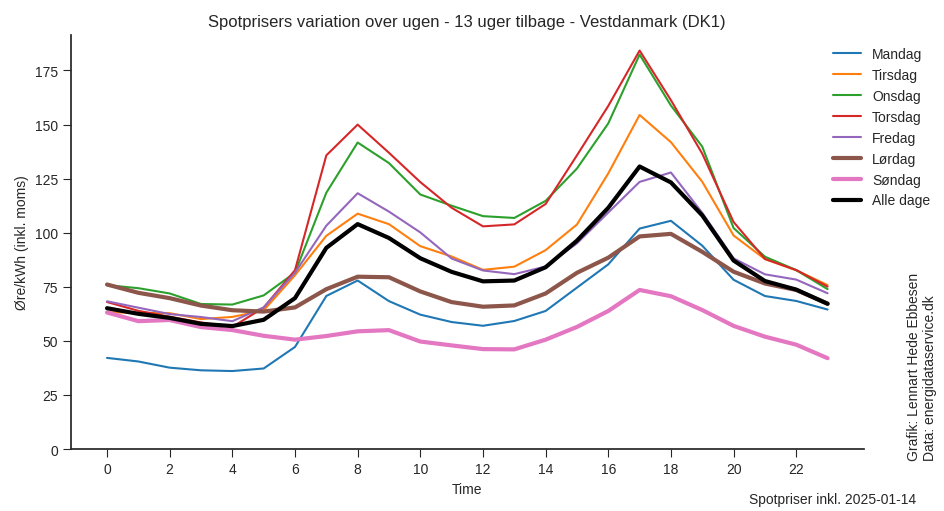 Spotprisers variation over ugen - 13 uger tilbage - Vestdanmark (DK1)
Øre/kWh (inkl. moms)
175
150
125
100
75
50
25
0
0 2 4 6 8 10 12 14 16 18 20 22
Time
Mandag
Tirsdag
Onsdag
Torsdag
Fredag
Lørdag
Søndag
Alle dage
Grafik: Lennart Hede Ebbesen
Data: energidataservice.dk
Spotpriser inkl. 2025-01-14